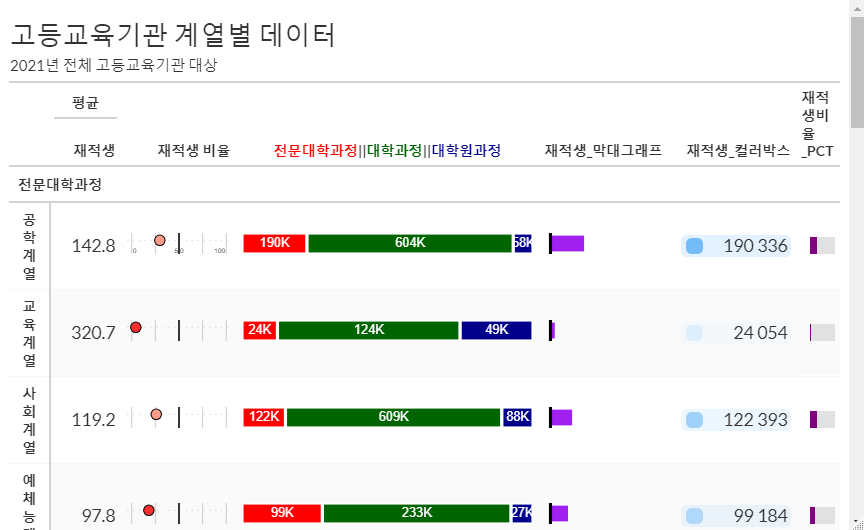 고등교육기관 계열별 데이터
2021년 전체 고등교육기관 대상
평균
재적생 재적생 비율 전문대학과정||대학과정||대학원과정 재적생_막대그래프 재적생_컬러박스 재적생비율_PCT
전문대학과정
공학계열 142.8 0 50 100 190K 604K 58K 190 336
교육계열 320.7 24K 124K 49K 24 054
사회계열 119.2 122K 609K 88K 122 393
예체능 97.8 99K 233K 27K 99 184